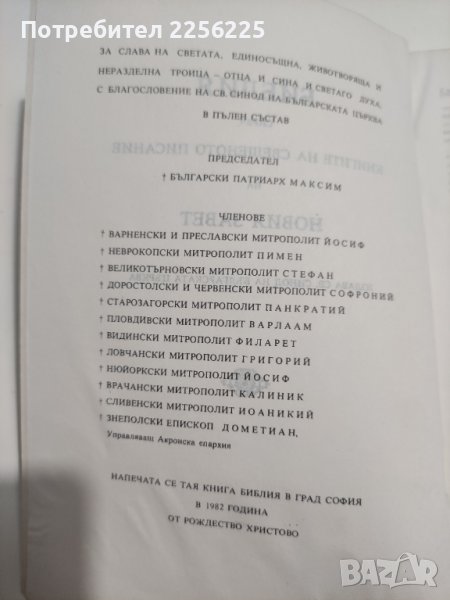 Потребител OLX
ЗА СЛАВА НА СВЕТАТА, ЕДИНОСЪЩНА, ЖИВОТВОРЯЩА И
НЕРАЗДЕЛНА ТРОИЦА ОТЦА И СИНА И СВЕТАГО ДУХА,
С БЛАГОСЛОВЕНИЕ НА СВ. СИНОД НА БЪЛГАРСКАТА ЦЪРКВА
В ПЪЛЕН СЪСТАВ
ПРЕДСЕДАТЕЛ
† БЪЛГАРСКИ ПАТРИАРХ МАКСИМ
ЧЛЕНОВЕ
† ВАРНЕНСКИ И ПРЕСЛАВСКИ МИТРОПОЛИТ ЙОСИФ
† НЕВРОКОПСКИ МИТРОПОЛИТ ПИМЕН
† ВЕЛИКОТЪРНОВСКИ МИТРОПОЛИТ СТЕФАН
† ДОРОСТОЛСКИ И ЧЕРВЕНСКИ МИТРОПОЛИТ СОФРОНИЙ
† СТАРОЗАГОРСКИ МИТРОПОЛИТ ПАНКРАТИЙ
† ПЛОВДИВСКИ МИТРОПОЛИТ ВАРЛААМ
† ВИДИНСКИ МИТРОПОЛИТ ФИЛАРЕТ
† ЛОВЧАНСКИ МИТРОПОЛИТ ГРИГОРИЙ
† НЮЙОРКСКИ МИТРОПОЛИТ ЙОСИФ
† ВРАЧАНСКИ МИТРОПОЛИТ КАЛИНИК
† СЛИВЕНСКИ МИТРОПОЛИТ ИОАНИКИЙ
† ЗНЕПОЛСКИ ЕПИСКОП ДОМЕТИАН,
Управляващ Акронска епархия
НАПЕЧАТА СЕ ТАЯ КНИГА БИБЛИЯ В ГРАД СОФИЯ
В 1982 ГОДИНА
ОТ РОЖДЕСТВО ХРИСТОВО
BAZAR